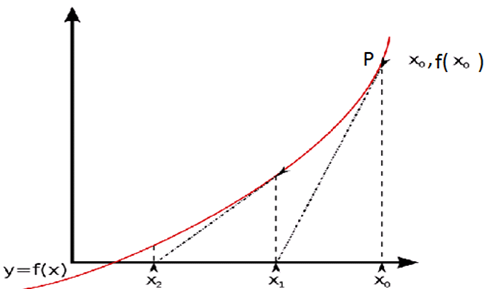 P x₀,f( x₀ )
y=f(x)
x₂ x₁ x₀